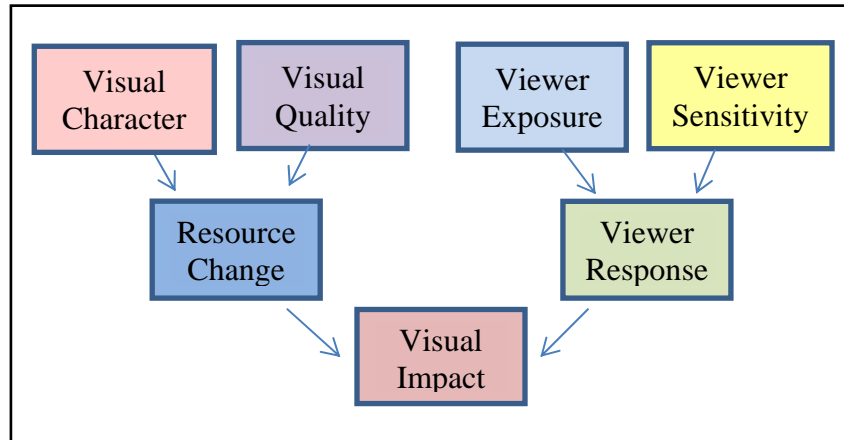 Visual
Character
Visual
Quality
Viewer
Exposure
Viewer
Sensitivity
Resource
Change
Viewer
Response
Visual
Impact